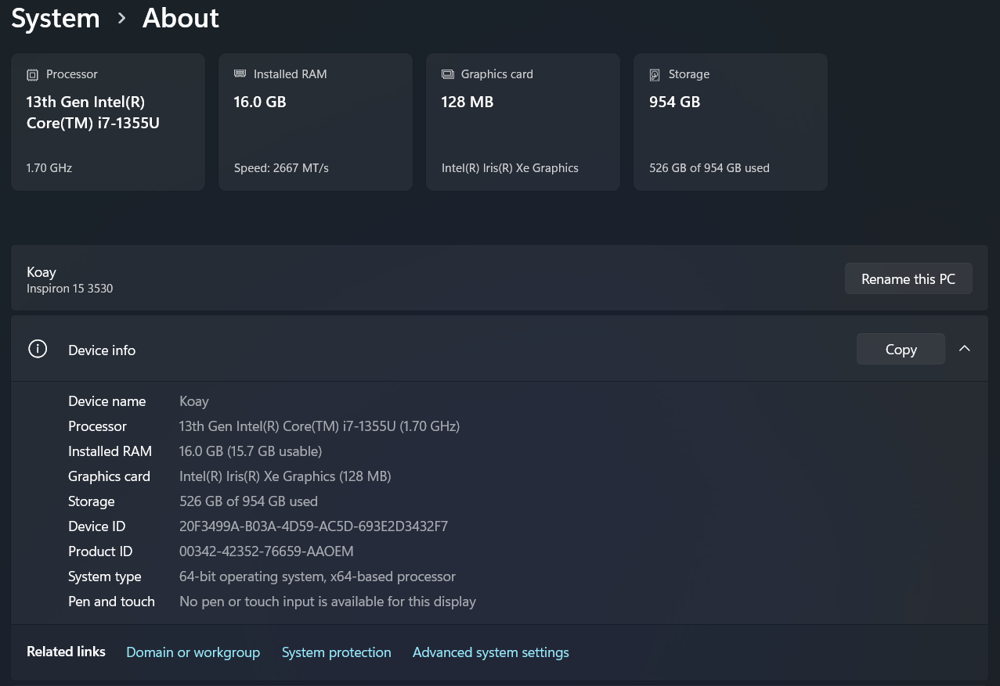 System > About
Processor
13th Gen Intel(R)
Core(TM) i7-1355U
1.70 GHz
Installed RAM
16.0 GB
Speed: 2667 MT/s
Graphics card
128 MB
Intel(R) Iris(R) Xe Graphics
Storage
954 GB
526 GB of 954 GB used
Koay
Inspiron 15 3530
Rename this PC
Device info
Copy
Device name Koay
Processor 13th Gen Intel(R) Core(TM) i7-1355U (1.70 GHz)
Installed RAM 16.0 GB (15.7 GB usable)
Graphics card Intel(R) Iris(R) Xe Graphics (128 MB)
Storage 526 GB of 954 GB used
Device ID 20F3499A-B03A-4D59-AC5D-693E2D3432F7
Product ID 00342-42352-76659-AAOEM
System type 64-bit operating system, x64-based processor
Pen and touch No pen or touch input is available for this display
Related links Domain or workgroup System protection Advanced system settings